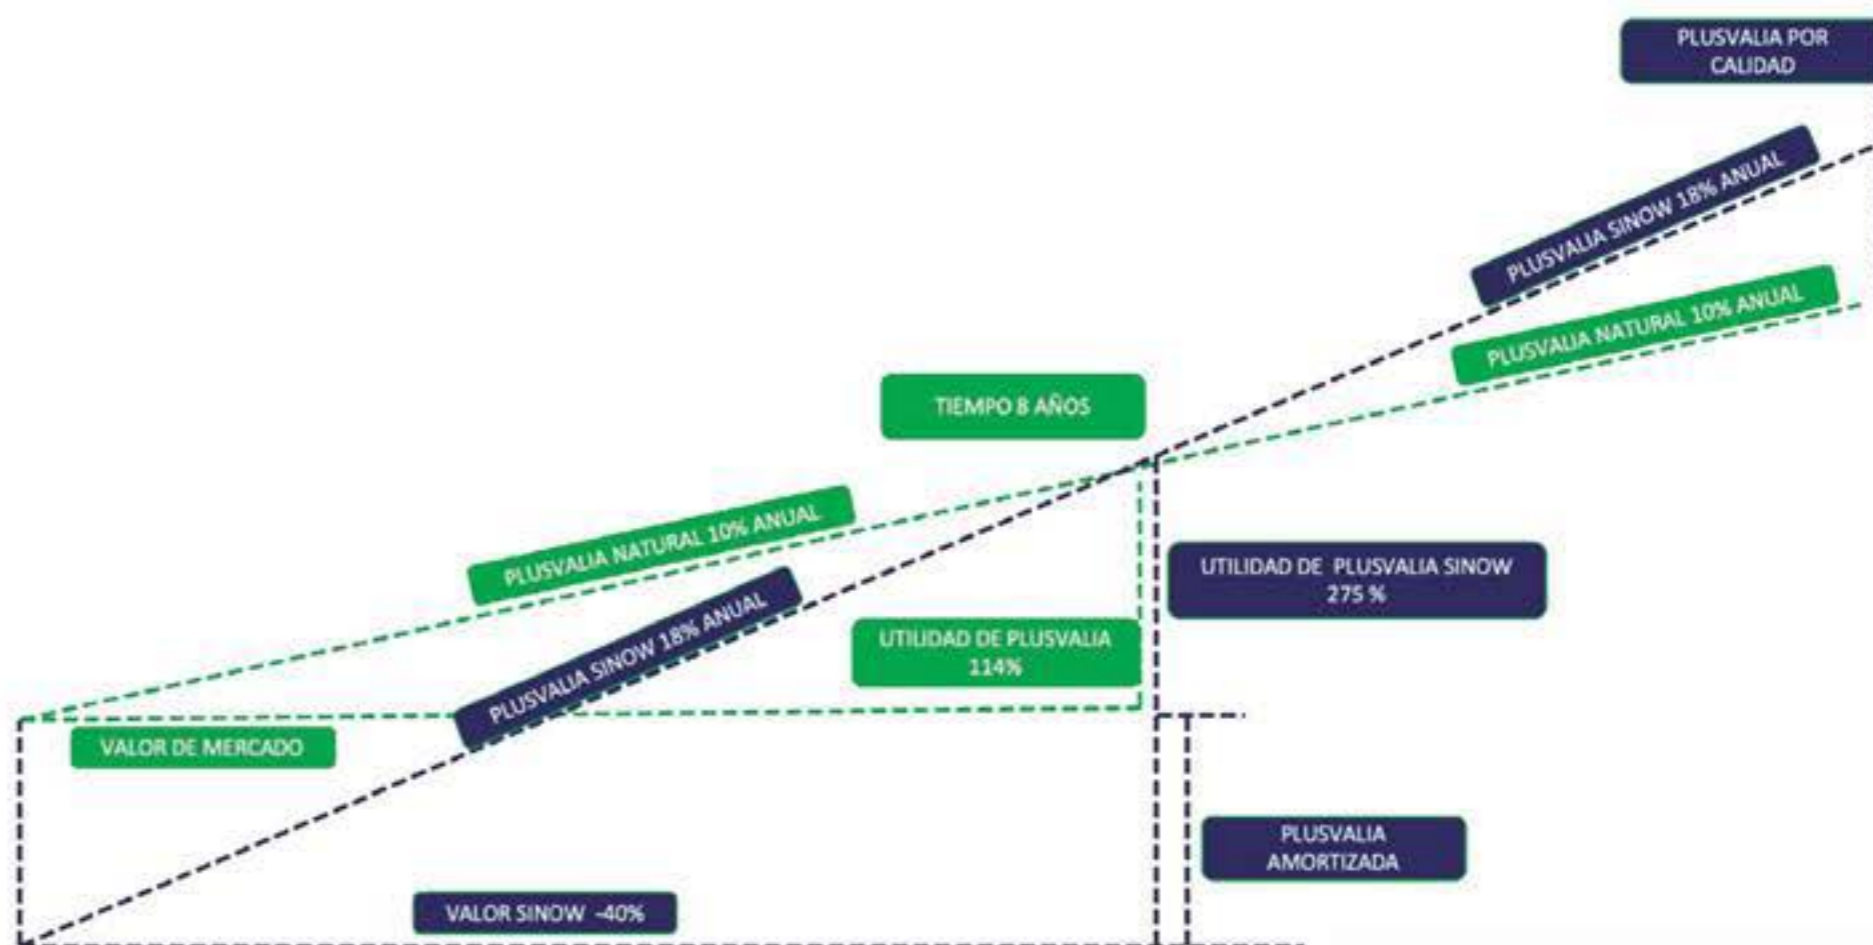 PLUSVALIA POR
CALIDAD
PLUSVALIA SINOW 18% ANUAL
PLUSVALIA NATURAL 10% ANUAL
TIEMPO 8 AÑOS
PLUSVALIA NATURAL 10% ANUAL
UTILIDAD DE PLUSVALIA SINOW
275 %
PLUSVALIA SINOW 18% ANUAL
UTILIDAD DE PLUSVALIA
114%
VALOR DE MERCADO
PLUSVALIA
AMORTIZADA
VALOR SINOW -40%